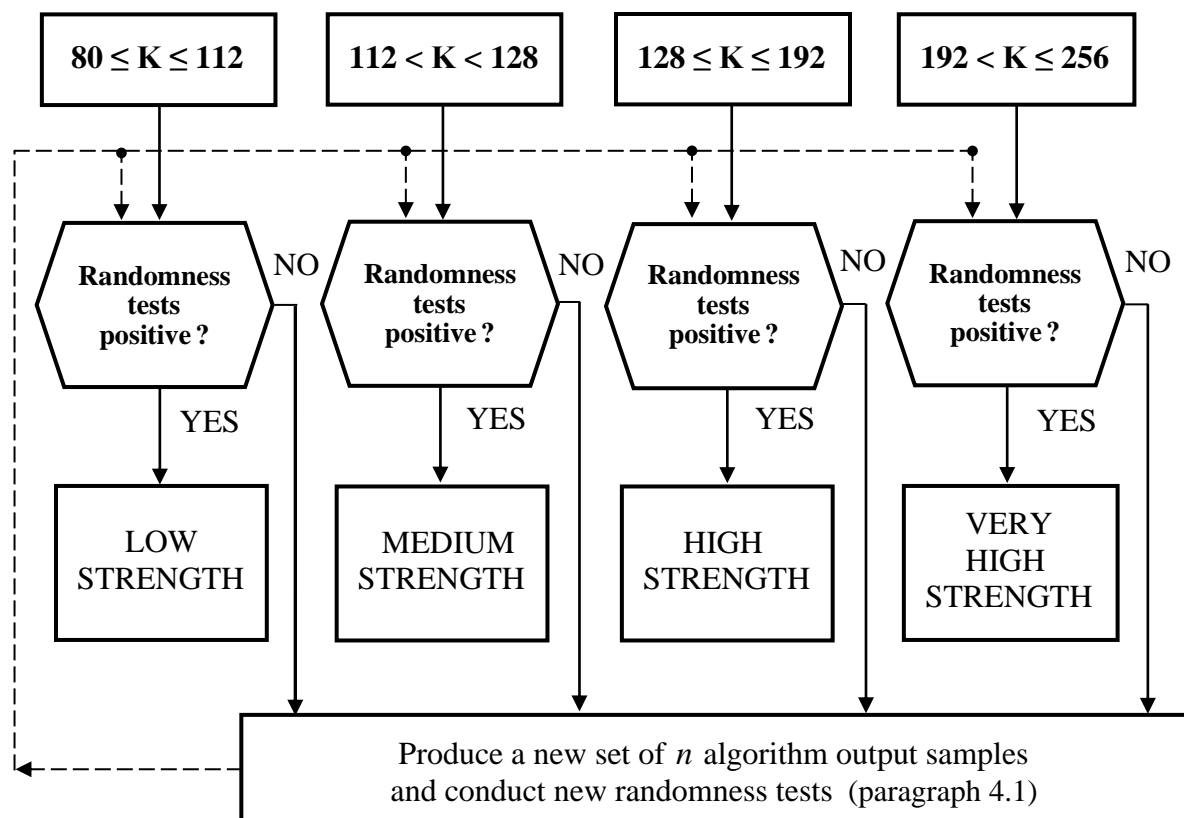 80 ≤ K ≤ 112
112 < K < 128
128 ≤ K ≤ 192
192 < K ≤ 256
Randomness
tests
positive ?
NO
YES
Randomness
tests
positive ?
NO
YES
Randomness
tests
positive ?
NO
YES
Randomness
tests
positive ?
NO
YES
LOW
STRENGTH
MEDIUM
STRENGTH
HIGH
STRENGTH
VERY
HIGH
STRENGTH
Produce a new set of n algorithm output samples
and conduct new randomness tests (paragraph 4.1)